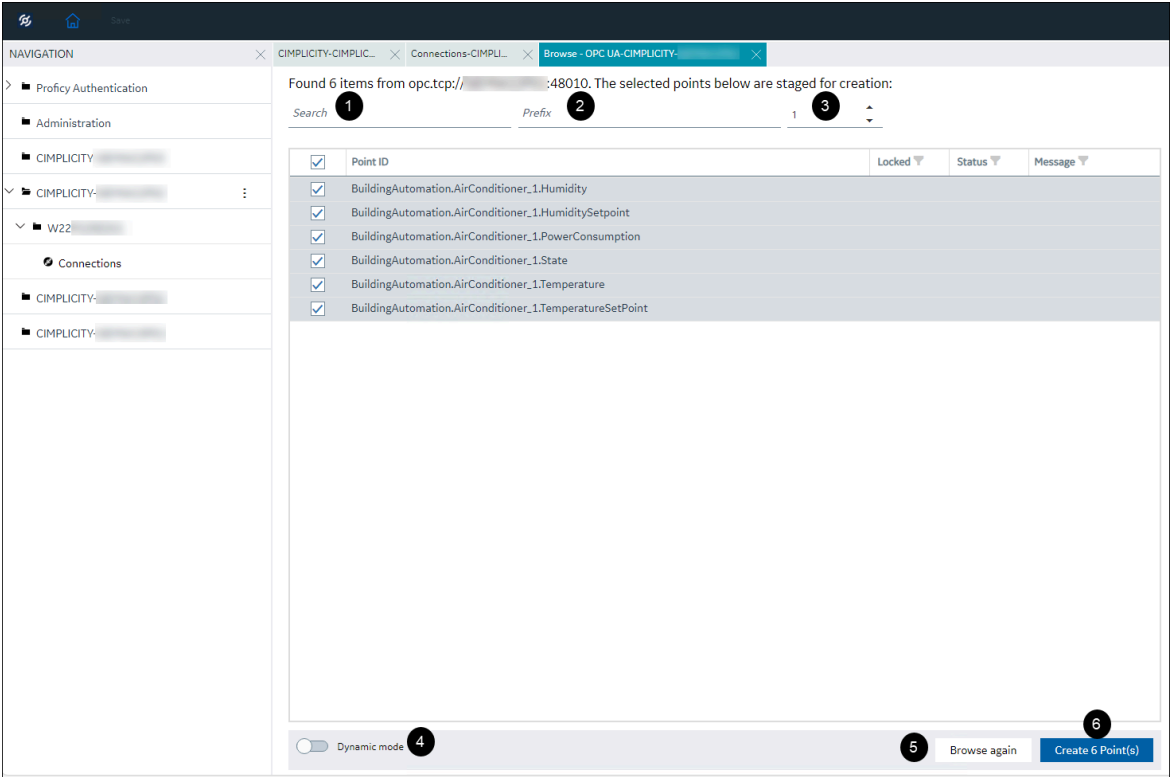 Save
NAVIGATION
CIMPLICITY-CIMPLIC...
Connections-CIMPLI...
Browse - OPC UA-CIMPLICITY-
Proficy Authentication
Administration
CIMPLICITY
CIMPLICITY-
W22
Connections
CIMPLICITY-
CIMPLICITY-
Found 6 items from opc.tcp:// :48010. The selected points below are staged for creation:
Search 1
Prefix 2
1 3
Point ID
Locked
Status
Message
BuildingAutomation.AirConditioner_1.Humidity
BuildingAutomation.AirConditioner_1.HumiditySetpoint
BuildingAutomation.AirConditioner_1.PowerConsumption
BuildingAutomation.AirConditioner_1.State
BuildingAutomation.AirConditioner_1.Temperature
BuildingAutomation.AirConditioner_1.TemperatureSetPoint
Dynamic mode 4
5
Browse again
6
Create 6 Point(s)